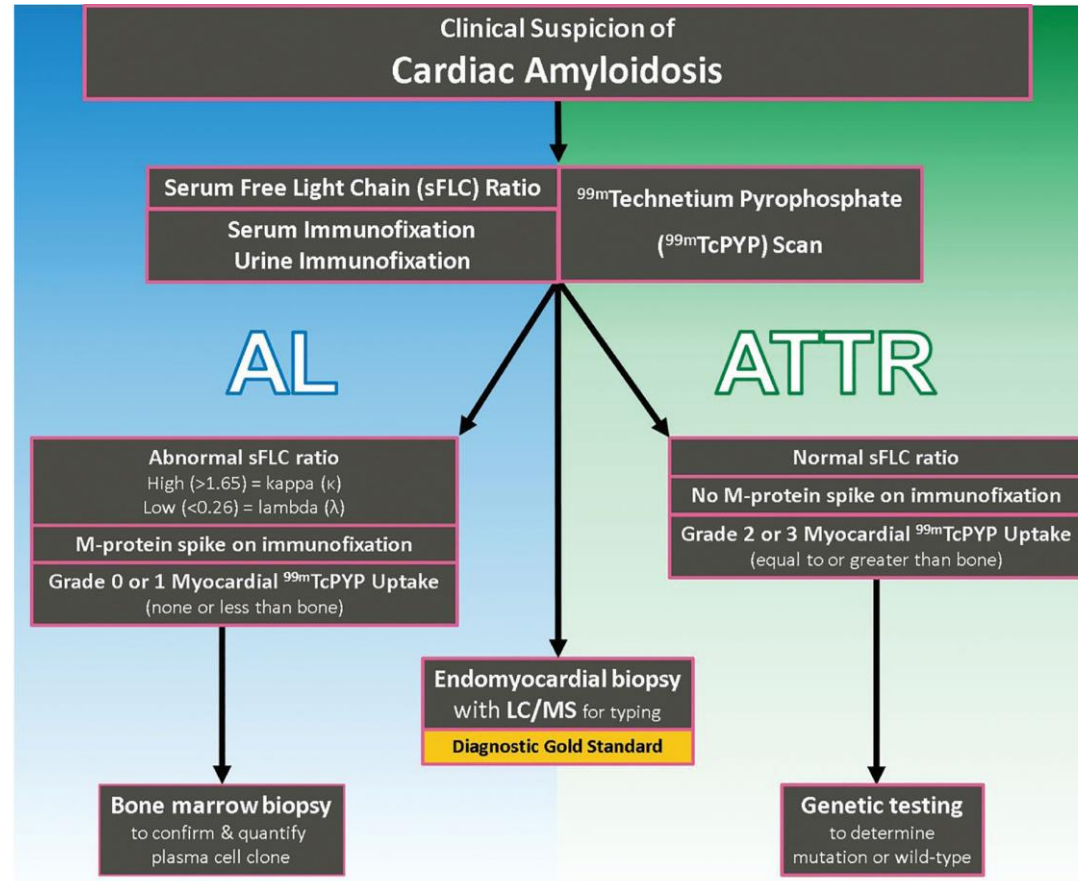 Clinical Suspicion of
Cardiac Amyloidosis
Serum Free Light Chain (sFLC) Ratio
Serum Immunofixation
Urine Immunofixation
⁹⁹ᵐTechnetium Pyrophosphate
(⁹⁹ᵐTcPYP) Scan
AL
ATTR
Abnormal sFLC ratio
High (>1.65) = kappa (κ)
Low (<0.26) = lambda (λ)
M-protein spike on immunofixation
Grade 0 or 1 Myocardial ⁹⁹ᵐTcPYP Uptake
(none or less than bone)
Normal sFLC ratio
No M-protein spike on immunofixation
Grade 2 or 3 Myocardial ⁹⁹ᵐTcPYP Uptake
(equal to or greater than bone)
Endomyocardial biopsy
with LC/MS for typing
Diagnostic Gold Standard
Bone marrow biopsy
to confirm & quantify
plasma cell clone
Genetic testing
to determine
mutation or wild-type